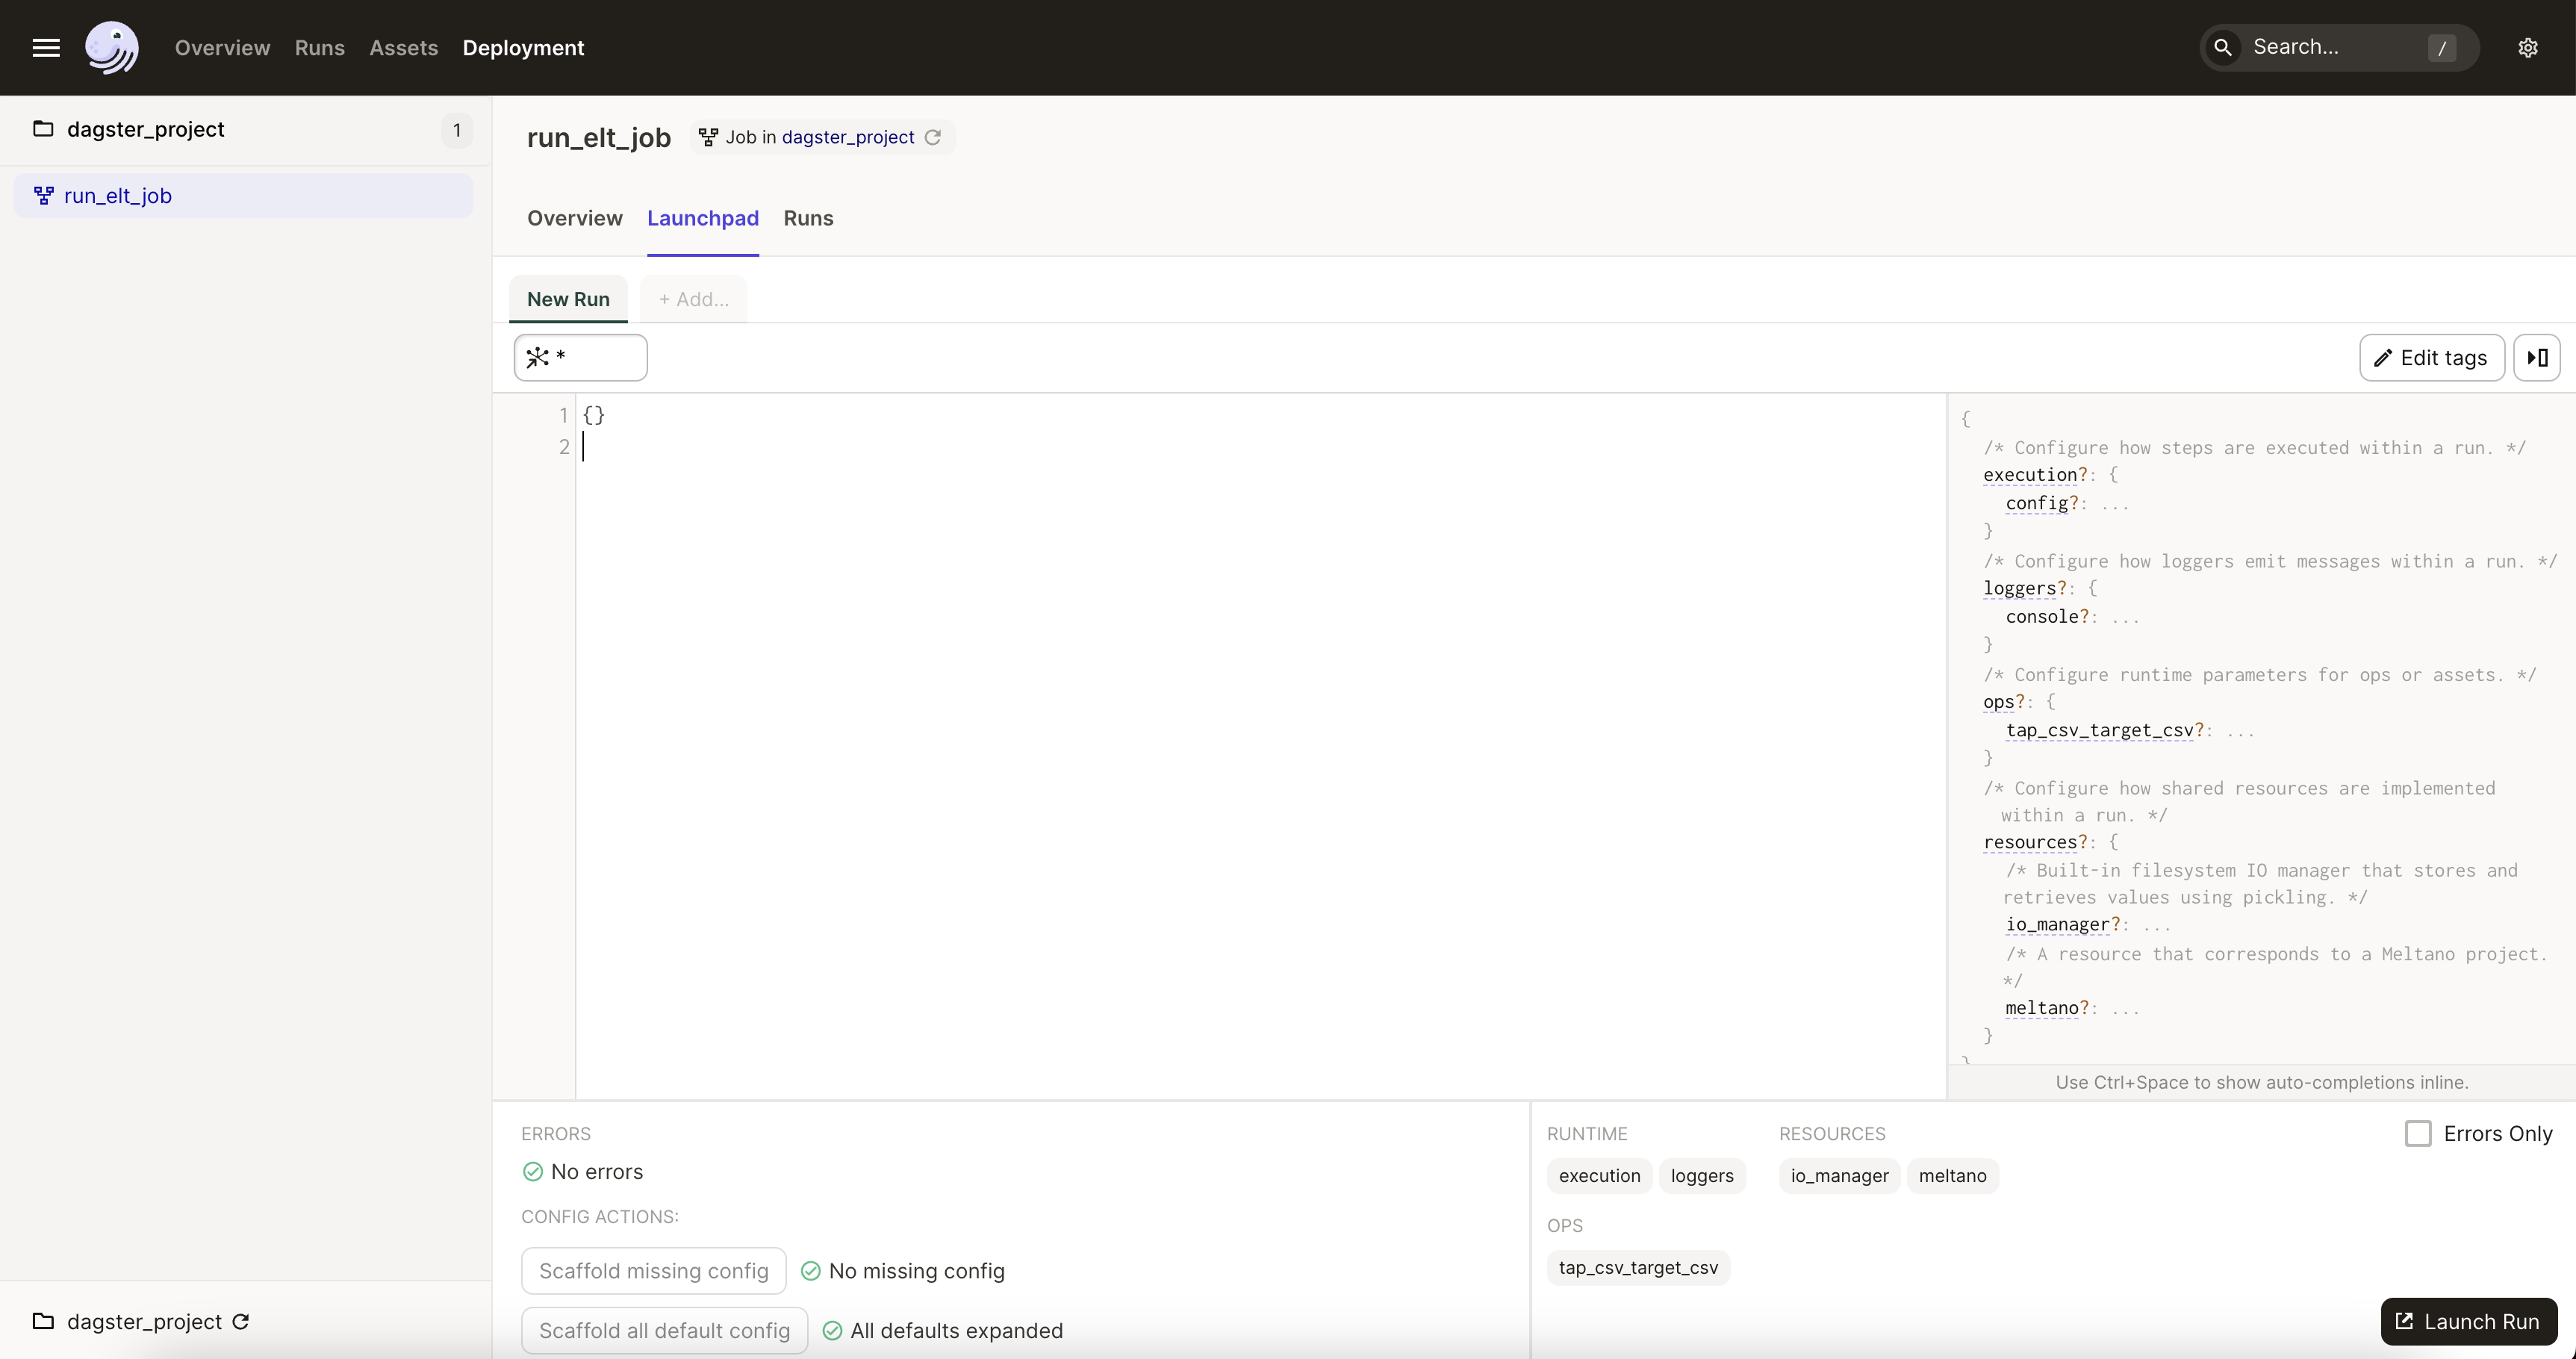 Overview Runs Assets Deployment
Search... /
dagster_project 1
run_elt_job
run_elt_job Job in dagster_project
Overview Launchpad Runs
New Run + Add...
*
Edit tags
1 {}
2
{
/* Configure how steps are executed within a run. */
execution?: {
config?: ...
}
/* Configure how loggers emit messages within a run. */
loggers?: {
console?: ...
}
/* Configure runtime parameters for ops or assets. */
ops?: {
tap_csv_target_csv?: ...
}
/* Configure how shared resources are implemented
within a run. */
resources?: {
/* Built-in filesystem IO manager that stores and
retrieves values using pickling. */
io_manager?: ...
/* A resource that corresponds to a Meltano project.
*/
meltano?: ...
}
}
Use Ctrl+Space to show auto-completions inline.
ERRORS
No errors
CONFIG ACTIONS:
Scaffold missing config No missing config
Scaffold all default config All defaults expanded
RUNTIME RESOURCES
Errors Only
execution loggers io_manager meltano
OPS
tap_csv_target_csv
dagster_project
Launch Run